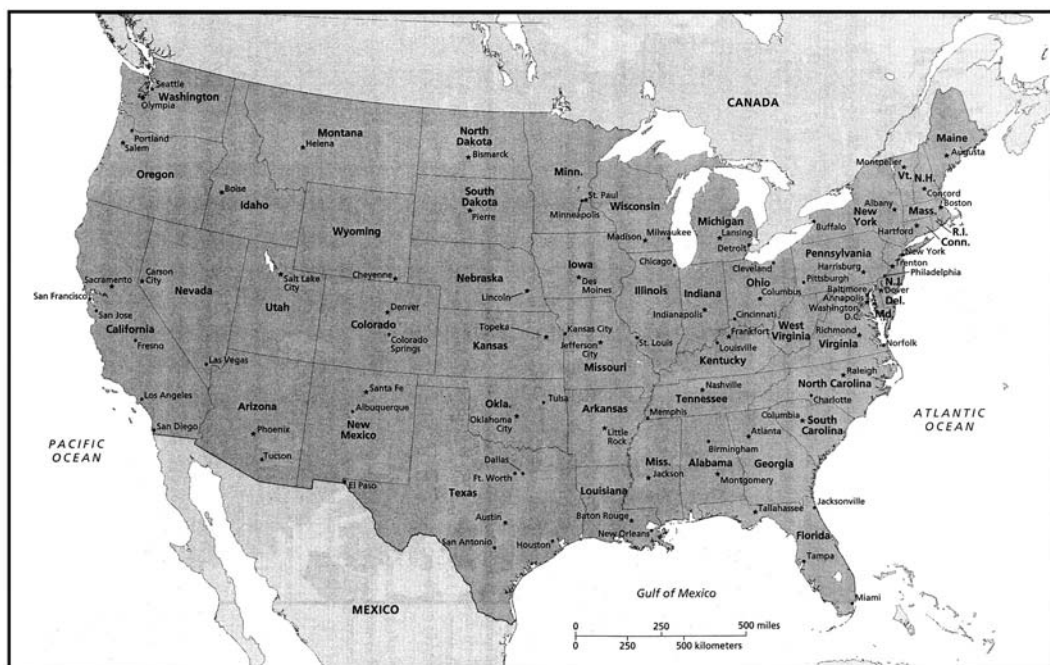 CANADA
Seattle
Washington
Olympia
Portland
Salem
Oregon
Montana
Helena
Boise
Idaho
Wyoming
Cheyenne
North
Dakota
Bismarck
South
Dakota
Pierre
Minn.
St. Paul
Minneapolis
Wisconsin
Madison
Milwaukee
Michigan
Lansing
Detroit
Maine
Augusta
Montpelier
Vt.
N.H.
Concord
Albany
Boston
New
York
Mass.
Buffalo
Hartford
R.I.
Conn.
New York
Pennsylvania
Trenton
Harrisburg
Philadelphia
Pittsburgh
N.J.
Baltimore
Dover
Annapolis
Del.
Washington
D.C.
Md.
Sacramento
Carson
City
San Francisco
Nevada
San Jose
California
Fresno
Las Vegas
Los Angeles
San Diego
Salt Lake
City
Utah
Denver
Colorado
Colorado
Springs
Nebraska
Lincoln
Iowa
Des
Moines
Chicago
Illinois
Indiana
Indianapolis
Cleveland
Ohio
Columbus
Cincinnati
West
Virginia
Richmond
Virginia
Norfolk
Topeka
Kansas
Kansas City
Jefferson
City
St. Louis
Missouri
Frankfort
Louisville
Kentucky
Raleigh
North Carolina
Charlotte
Nashville
Tennessee
Memphis
Columbia
South
Carolina
Santa Fe
Albuquerque
New
Mexico
Arizona
Phoenix
Tucson
Okla.
Tulsa
Oklahoma
City
Arkansas
Little
Rock
Atlanta
Birmingham
Miss.
Jackson
Alabama
Montgomery
Georgia
Dallas
Ft. Worth
El Paso
Texas
Austin
San Antonio
Houston
Louisiana
Baton Rouge
New Orleans
Tallahassee
Jacksonville
Florida
Tampa
Miami
PACIFIC
OCEAN
ATLANTIC
OCEAN
Gulf of Mexico
MEXICO
0 250 500 miles
0 250 500 kilometers